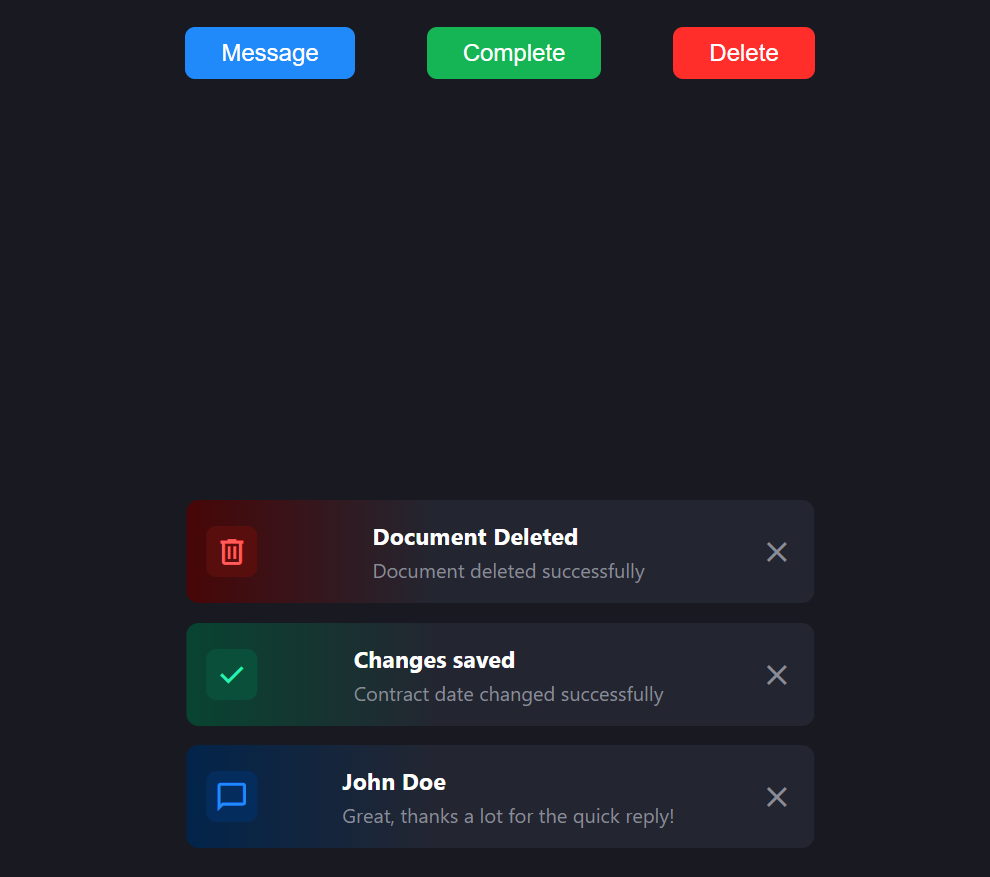 Message
Complete
Delete
Document Deleted
Document deleted successfully
Changes saved
Contract date changed successfully
John Doe
Great, thanks a lot for the quick reply!